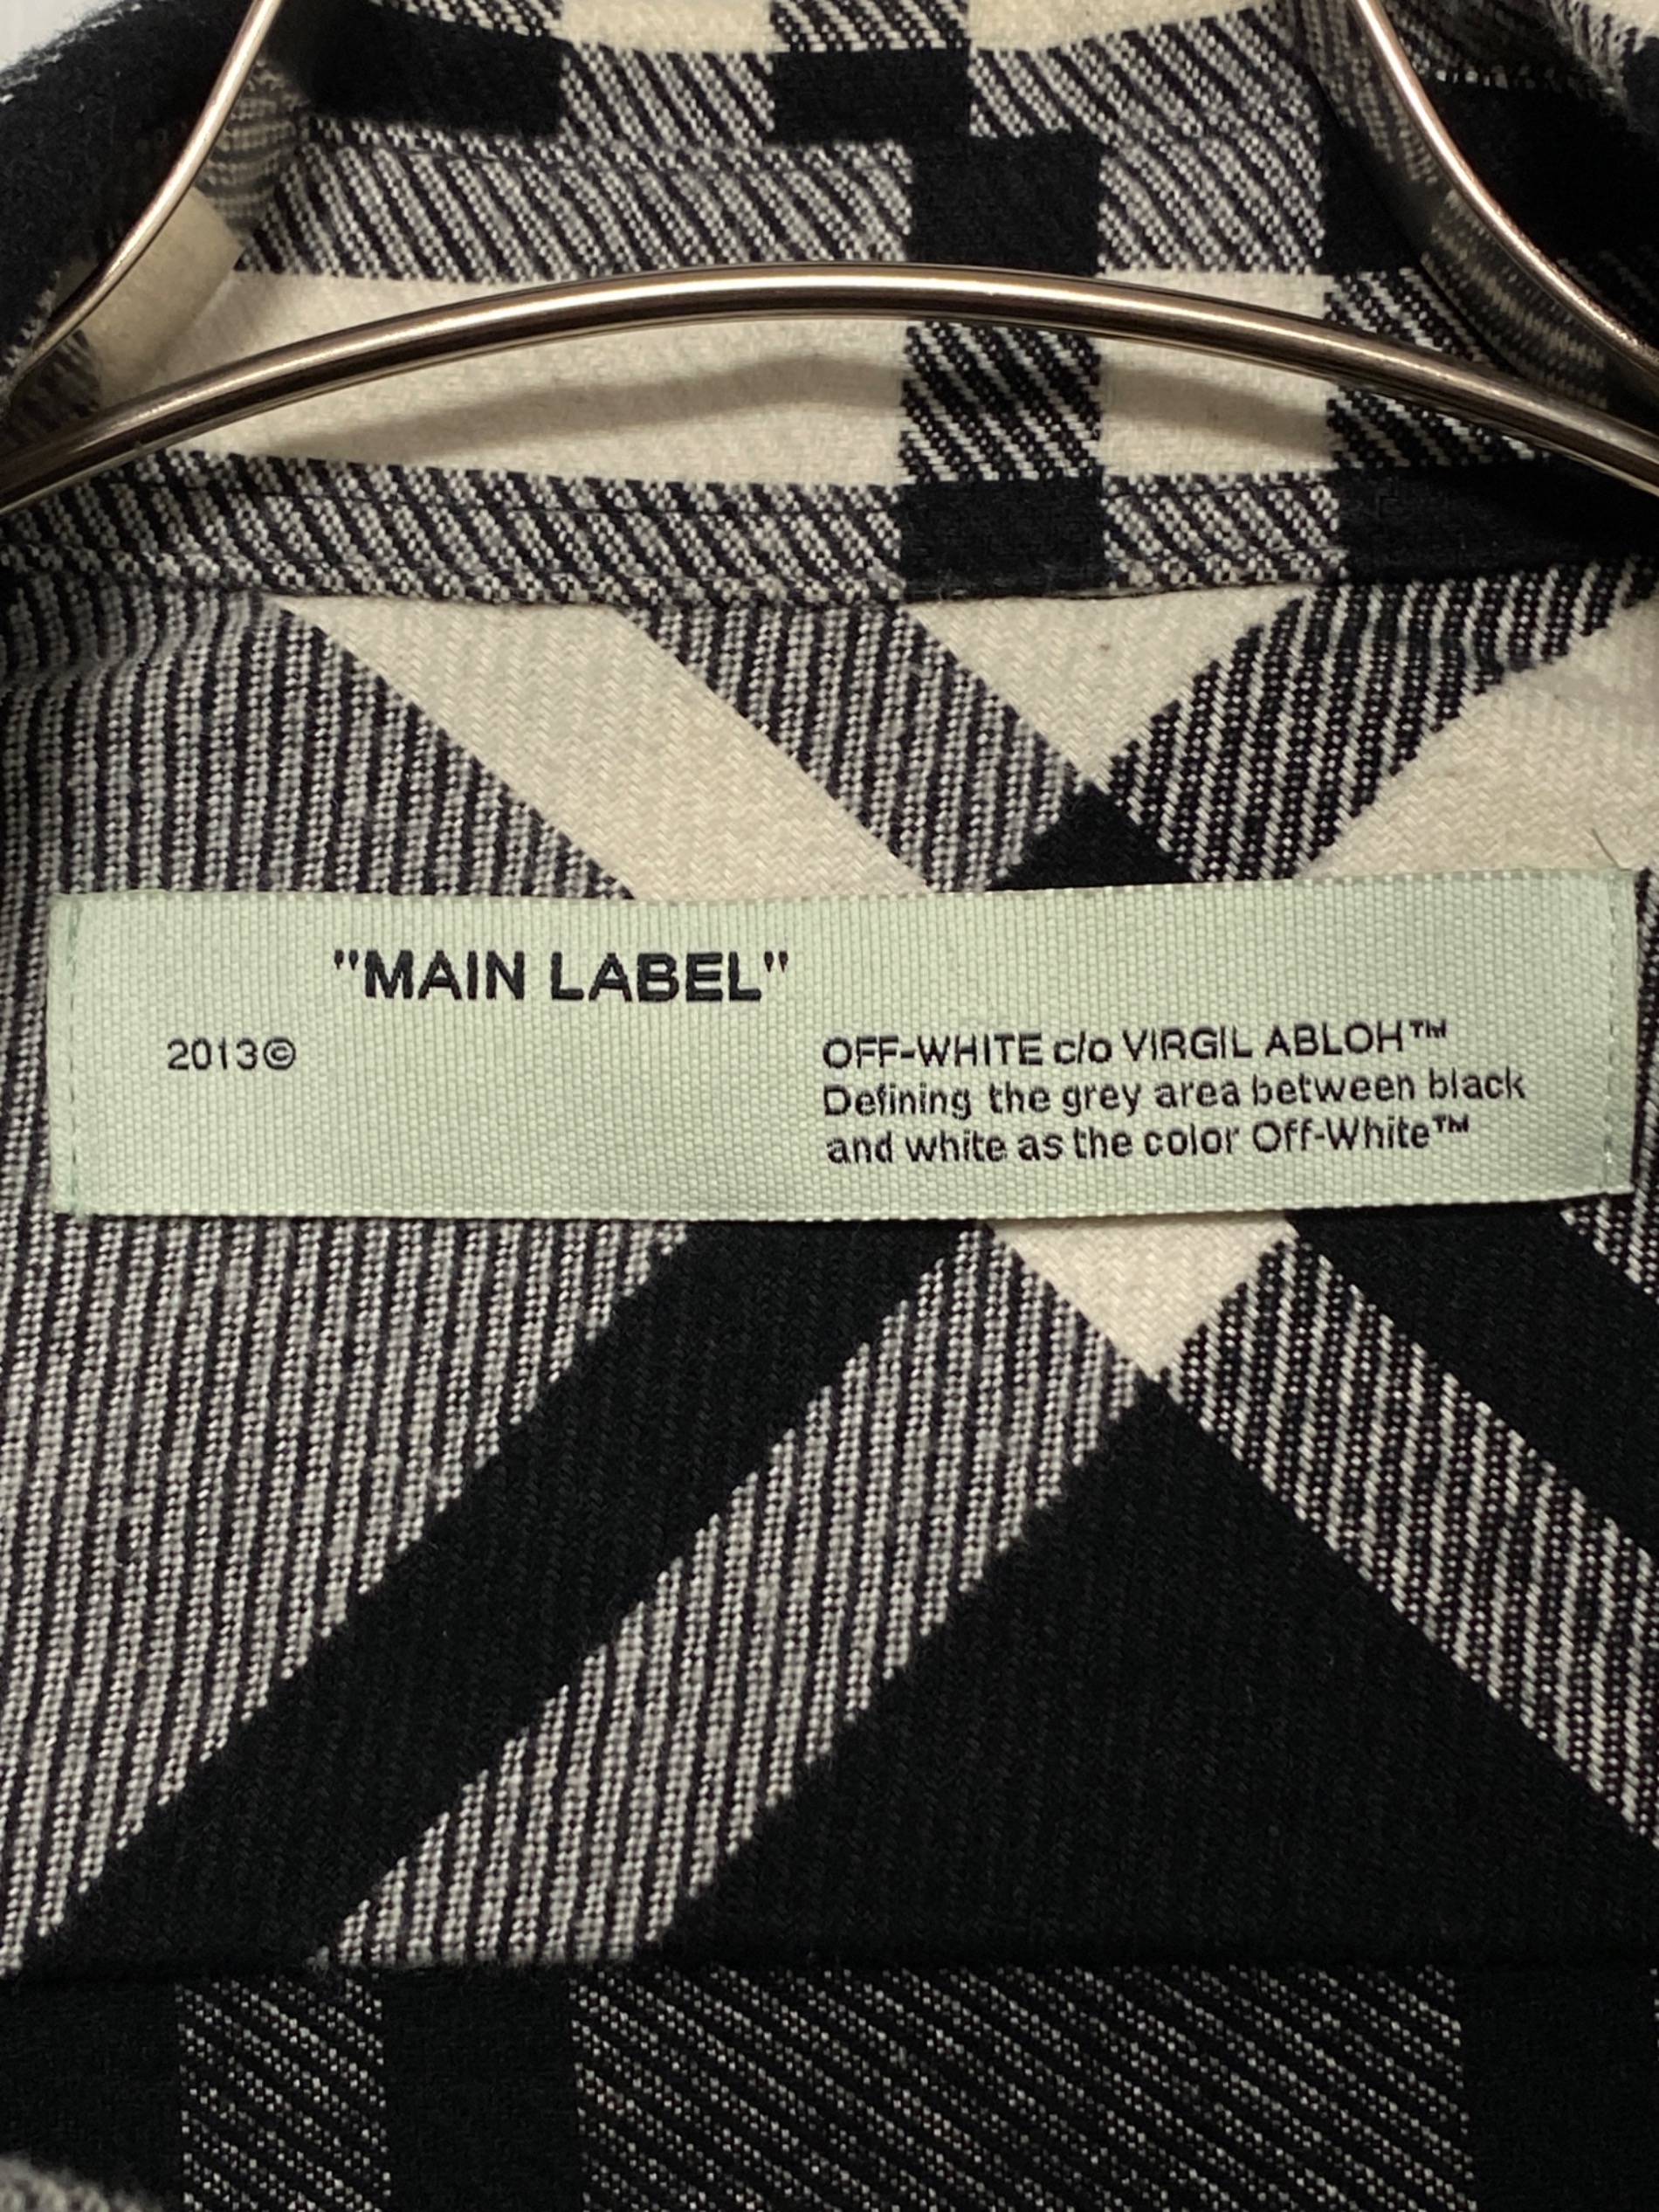 "MAIN LABEL"
2013©
OFF-WHITE c/o VIRGIL ABLOH™
Defining the grey area between black
and white as the color Off-White™